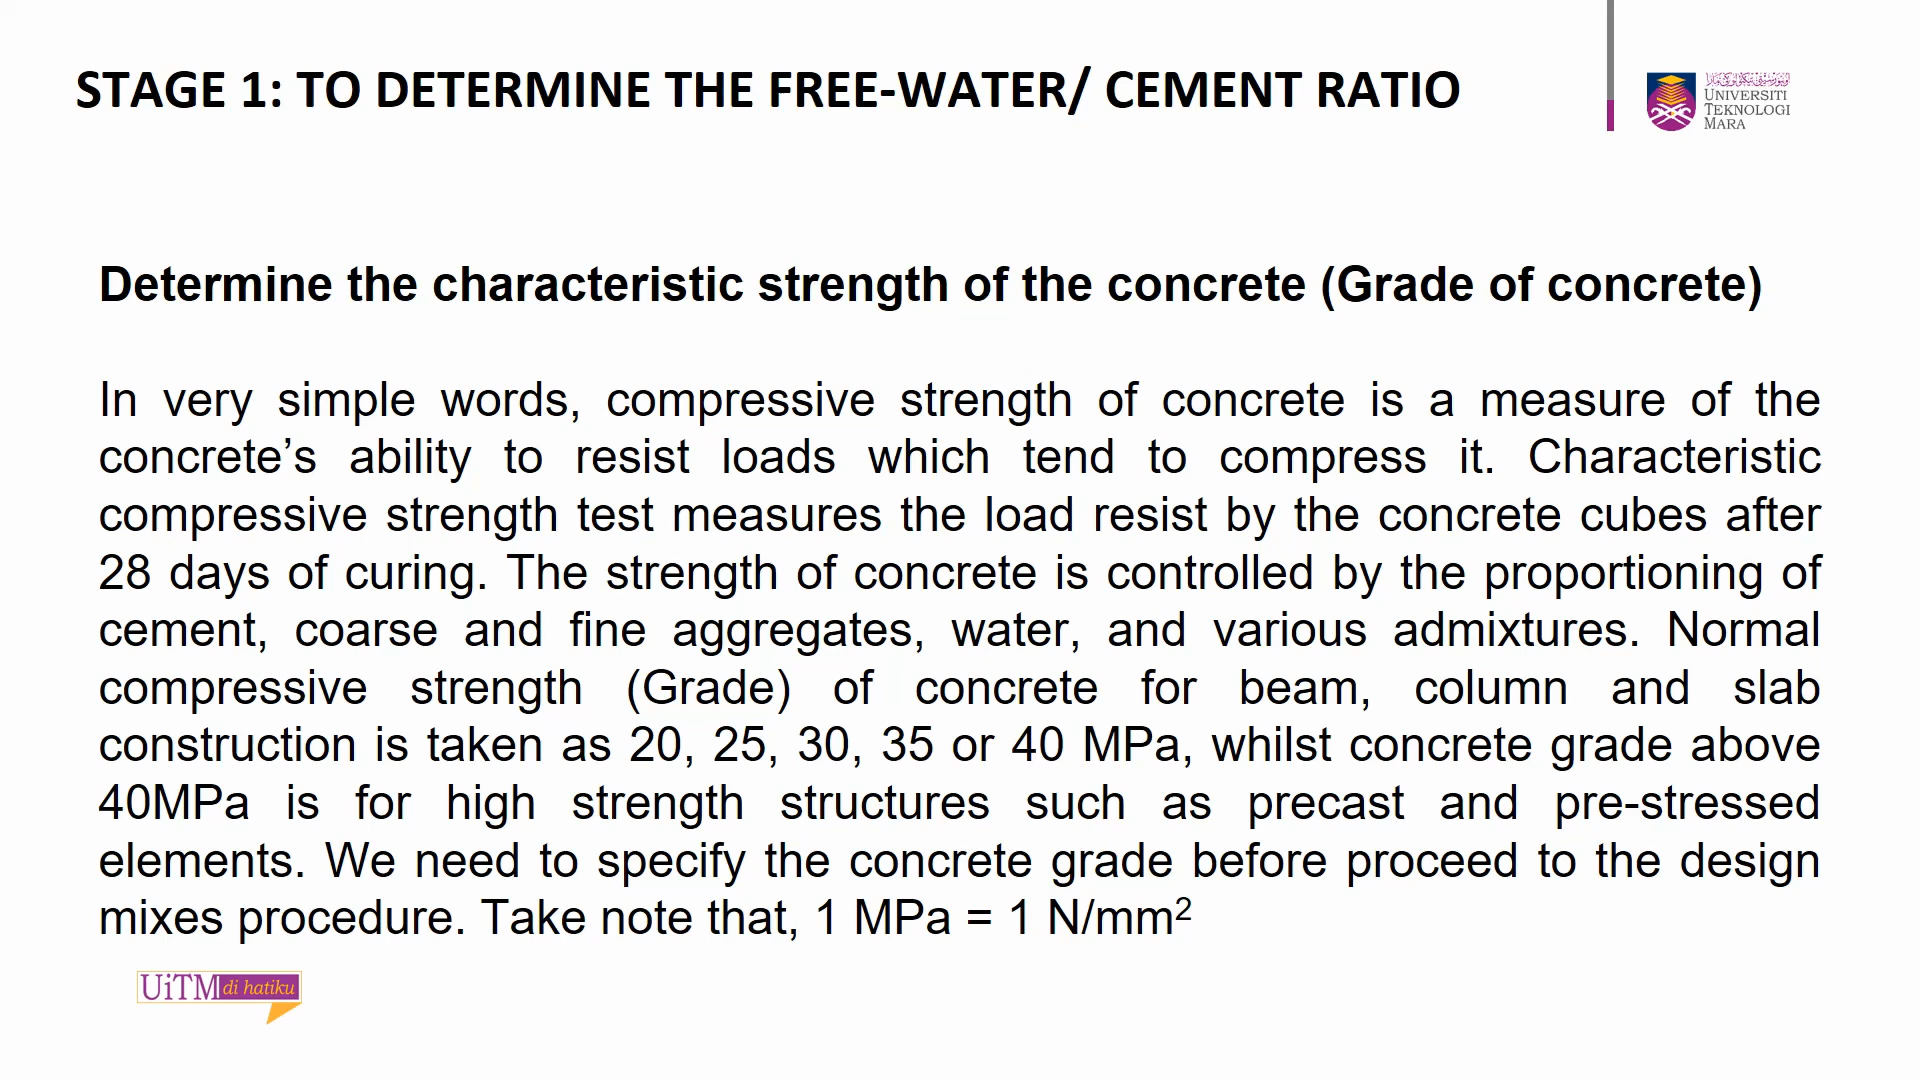 STAGE 1: TO DETERMINE THE FREE-WATER/ CEMENT RATIO
UNIVERSITI
TEKNOLOGI
MARA
Determine the characteristic strength of the concrete (Grade of concrete)
In very simple words, compressive strength of concrete is a measure of the
concrete’s ability to resist loads which tend to compress it. Characteristic
compressive strength test measures the load resist by the concrete cubes after
28 days of curing. The strength of concrete is controlled by the proportioning of
cement, coarse and fine aggregates, water, and various admixtures. Normal
compressive strength (Grade) of concrete for beam, column and slab
construction is taken as 20, 25, 30, 35 or 40 MPa, whilst concrete grade above
40MPa is for high strength structures such as precast and pre-stressed
elements. We need to specify the concrete grade before proceed to the design
mixes procedure. Take note that, 1 MPa = 1 N/mm²
UiTM di hatiku